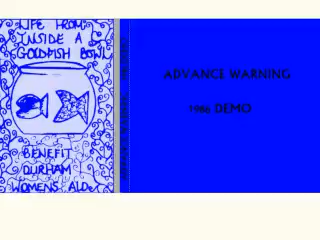 LIFE FROM
INSIDE A
GOLDFISH BOWL
BENEFIT
DURHAM
WOMENS AID
ADVANCE WARNING
1986 DEMO